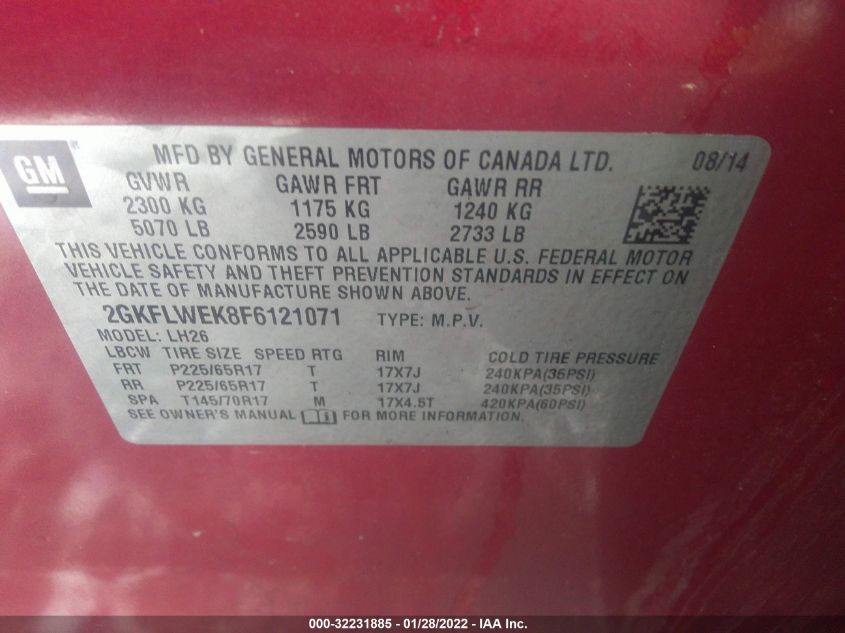 GM
MFD BY GENERAL MOTORS OF CANADA LTD. 08/14
GVWR GAWR FRT GAWR RR
2300 KG 1175 KG 1240 KG
5070 LB 2590 LB 2733 LB
THIS VEHICLE CONFORMS TO ALL APPLICABLE U.S. FEDERAL MOTOR
VEHICLE SAFETY AND THEFT PREVENTION STANDARDS IN EFFECT ON
THE DATE OF MANUFACTURE SHOWN ABOVE.
2GKFLWEK8F6121071 TYPE: M.P.V.
MODEL: LH26
LBCW TIRE SIZE SPEED RTG RIM COLD TIRE PRESSURE
FRT P225/65R17 T 17X7J 240KPA(35PSI)
RR P225/65R17 T 17X7J 240KPA(35PSI)
SPA T145/70R17 M 17X4.5T 420KPA(60PSI)
SEE OWNER'S MANUAL FOR MORE INFORMATION.
000-32231885 - 01/28/2022 - IAA Inc.